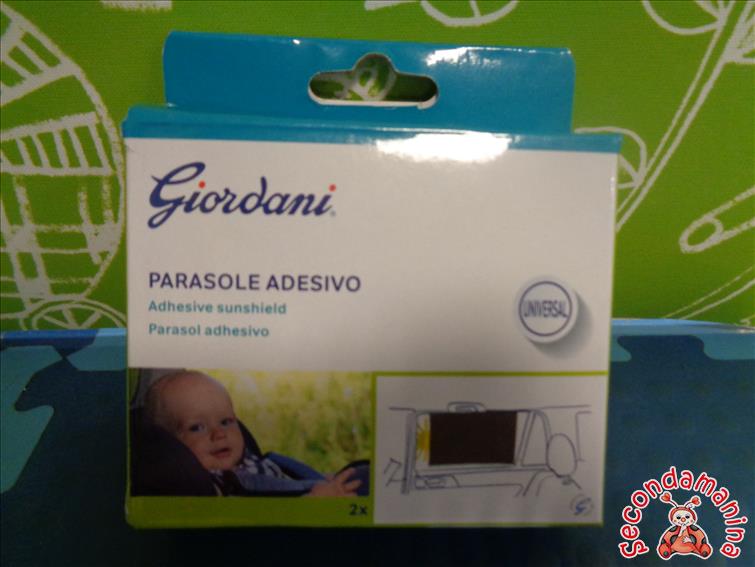 Giordani
PARASOLE ADESIVO
Adhesive sunshield
Parasol adhesivo
UNIVERSAL
2x
secondamanina